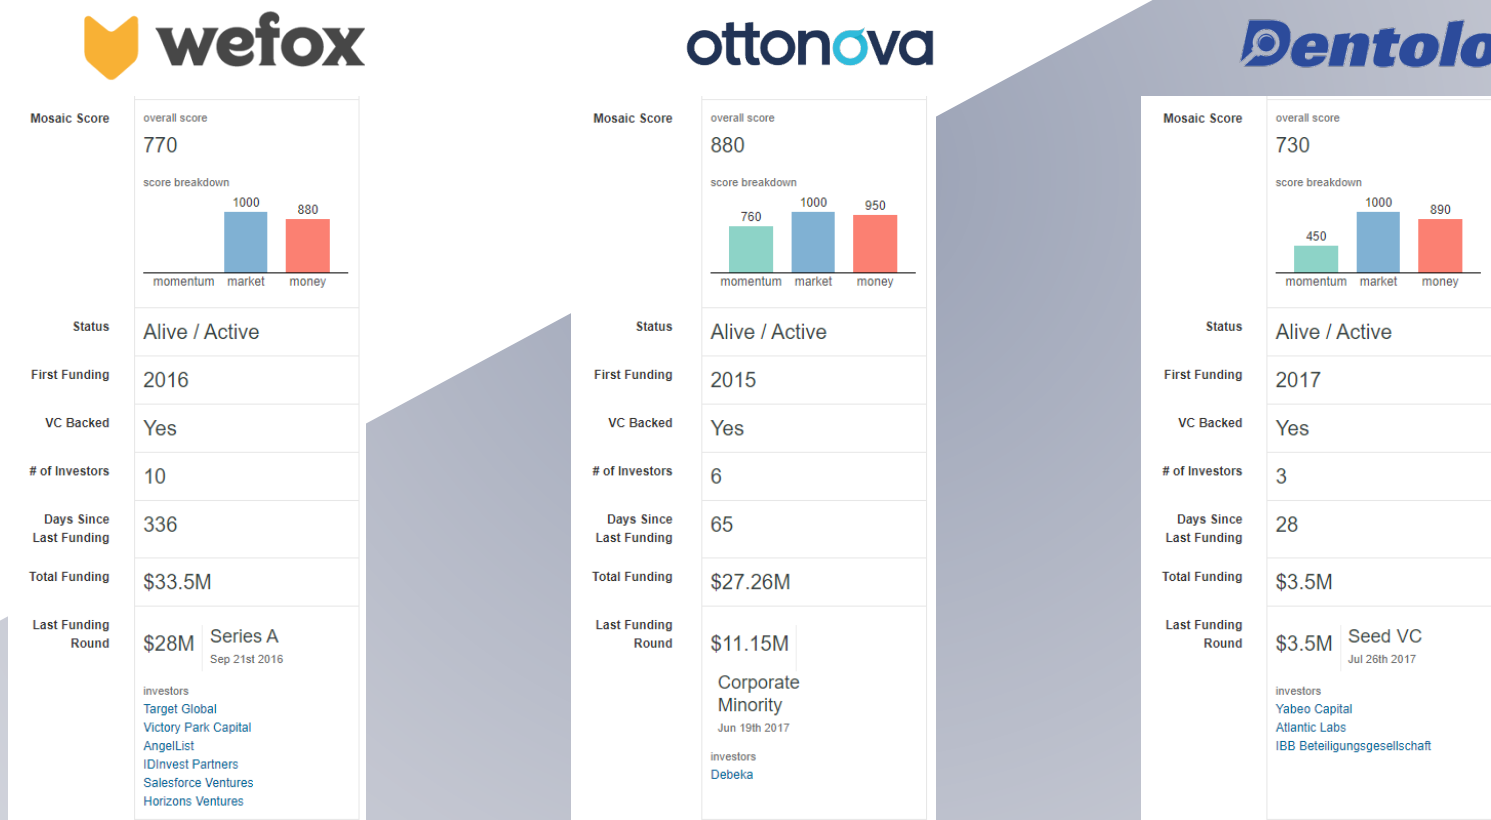 wefox
Mosaic Score
overall score
770
score breakdown
1000
880
momentum market money
Status
Alive / Active
First Funding
2016
VC Backed
Yes
# of Investors
10
Days Since
Last Funding
336
Total Funding
$33.5M
Last Funding
Round
$28M
Series A
Sep 21st 2016
investors
Target Global
Victory Park Capital
AngelList
IDInvest Partners
Salesforce Ventures
Horizons Ventures
ottonova
Mosaic Score
overall score
880
score breakdown
760
1000
950
momentum market money
Status
Alive / Active
First Funding
2015
VC Backed
Yes
# of Investors
6
Days Since
Last Funding
65
Total Funding
$27.26M
Last Funding
Round
$11.15M
Corporate
Minority
Jun 19th 2017
investors
Debeka
Dentolo
Mosaic Score
overall score
730
score breakdown
450
1000
890
momentum market money
Status
Alive / Active
First Funding
2017
VC Backed
Yes
# of Investors
3
Days Since
Last Funding
28
Total Funding
$3.5M
Last Funding
Round
$3.5M
Seed VC
Jul 26th 2017
investors
Yabeo Capital
Atlantic Labs
IBB Beteiligungsgesellschaft